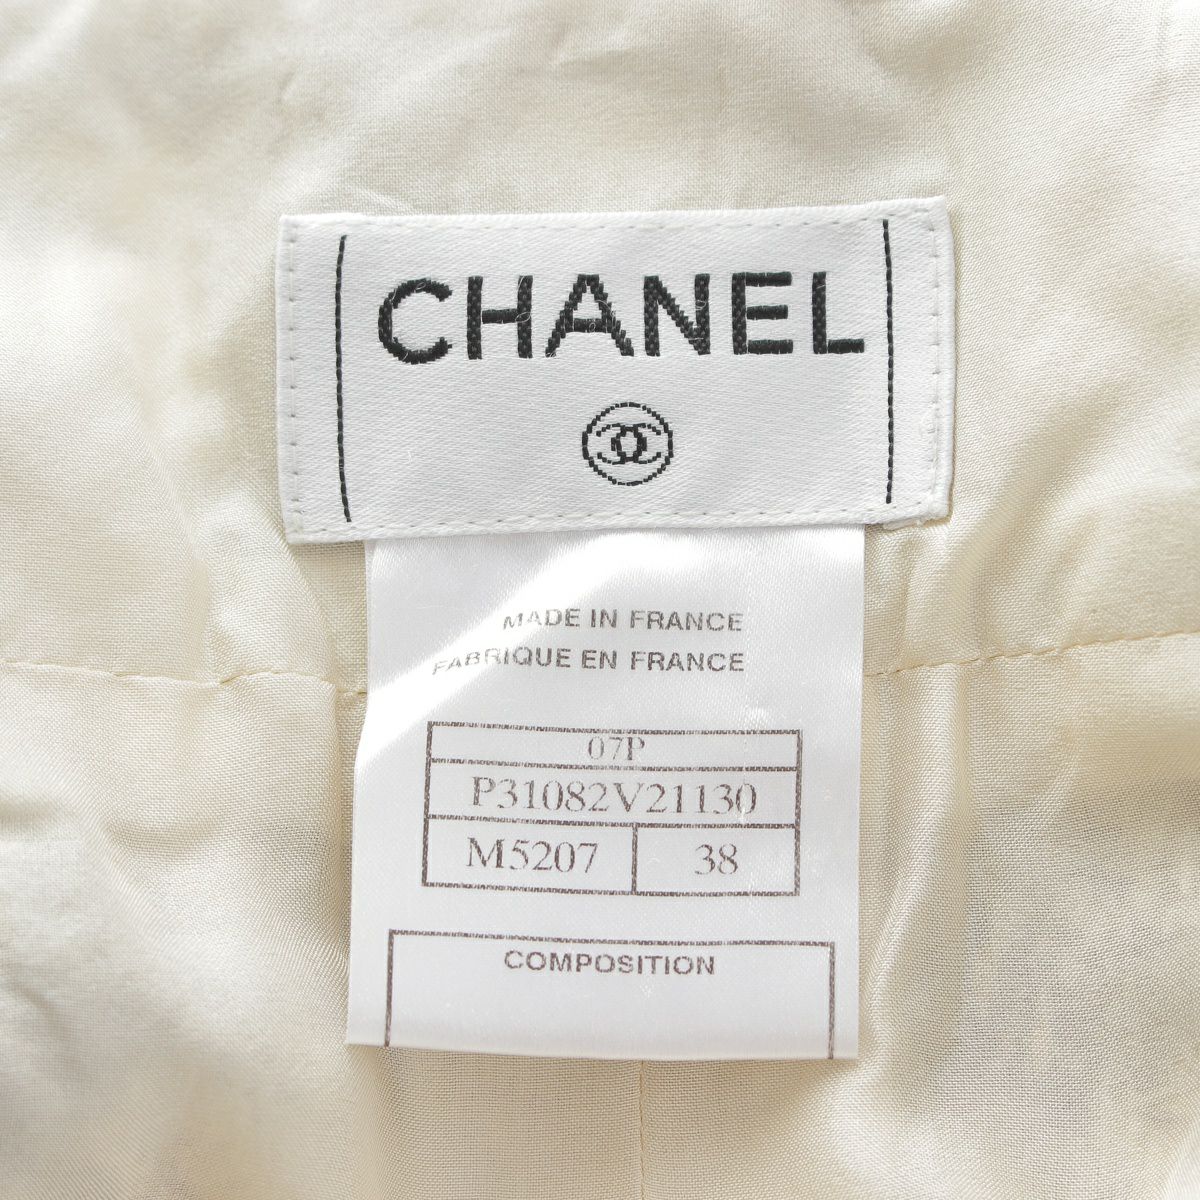 CHANEL
MADE IN FRANCE
FABRIQUE EN FRANCE
07P
P31082V21130
M5207 38
COMPOSITION